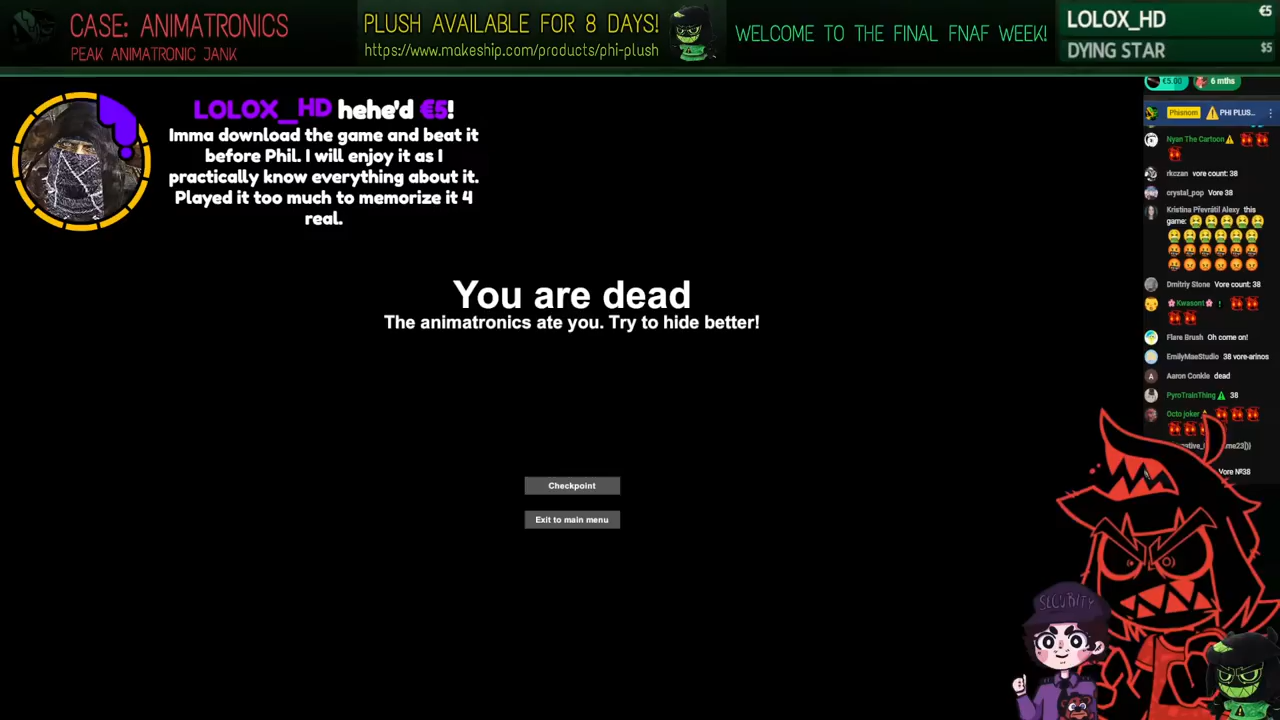 CASE: ANIMATRONICS
PEAK ANIMATRONIC JANK
PLUSH AVAILABLE FOR 8 DAYS!
https://www.makeship.com/products/phi-plush
WELCOME TO THE FINAL FNAF WEEK!
LOLOX_HD €5
DYING STAR $5
LOLOX_HD hehe'd €5!
Imma download the game and beat it
before Phil. I will enjoy it as I
practically know everything about it.
Played it too much to memorize it 4
real.
You are dead
The animatronics ate you. Try to hide better!
Checkpoint
Exit to main menu
€5.00 6 mths
Phisnom PHI PLUS...
Nyan The Cartoon
rkczan vore count: 38
crystal_pop Vore 38
Kristina Převrátil Alexy this
game:
Dmitriy Stone Vore count: 38
Kwasorri !
Flare Brush Oh come on!
EmilyMaeStudio 38 vore-arinos
A Aaron Conkle dead
PyroTrainThing 38
Octo joker
Vore №38
SECURITY